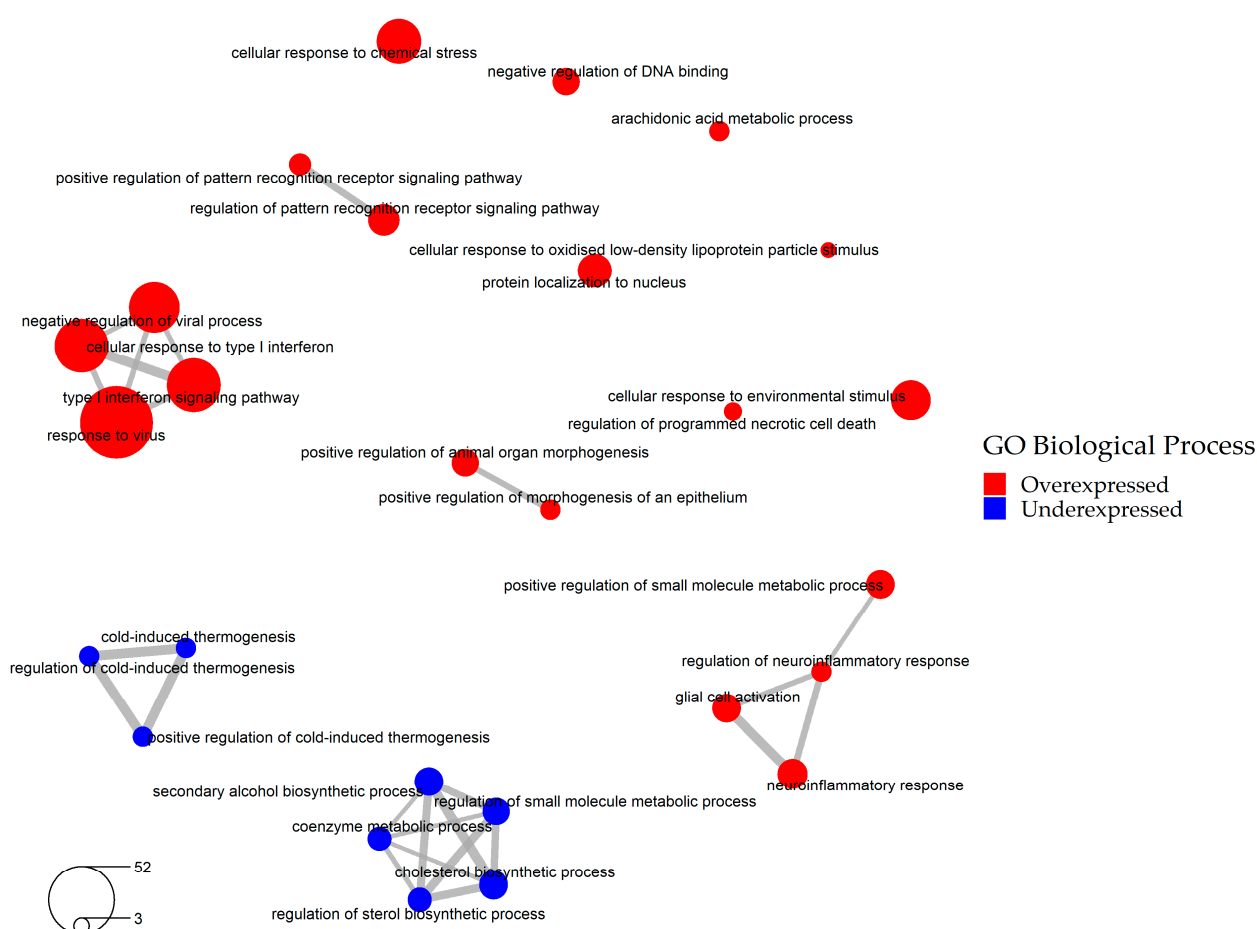 cellular response to chemical stress
negative regulation of DNA binding
arachidonic acid metabolic process
positive regulation of pattern recognition receptor signaling pathway
regulation of pattern recognition receptor signaling pathway
cellular response to oxidised low-density lipoprotein particle stimulus
protein localization to nucleus
negative regulation of viral process
cellular response to type I interferon
type I interferon signaling pathway
response to virus
cellular response to environmental stimulus
regulation of programmed necrotic cell death
positive regulation of animal organ morphogenesis
positive regulation of morphogenesis of an epithelium
GO Biological Process
Overexpressed
Underexpressed
positive regulation of small molecule metabolic process
regulation of neuroinflammatory response
glial cell activation
neuroinflammatory response
cold-induced thermogenesis
regulation of cold-induced thermogenesis
positive regulation of cold-induced thermogenesis
secondary alcohol biosynthetic process
regulation of small molecule metabolic process
coenzyme metabolic process
cholesterol biosynthetic process
regulation of sterol biosynthetic process
52
3